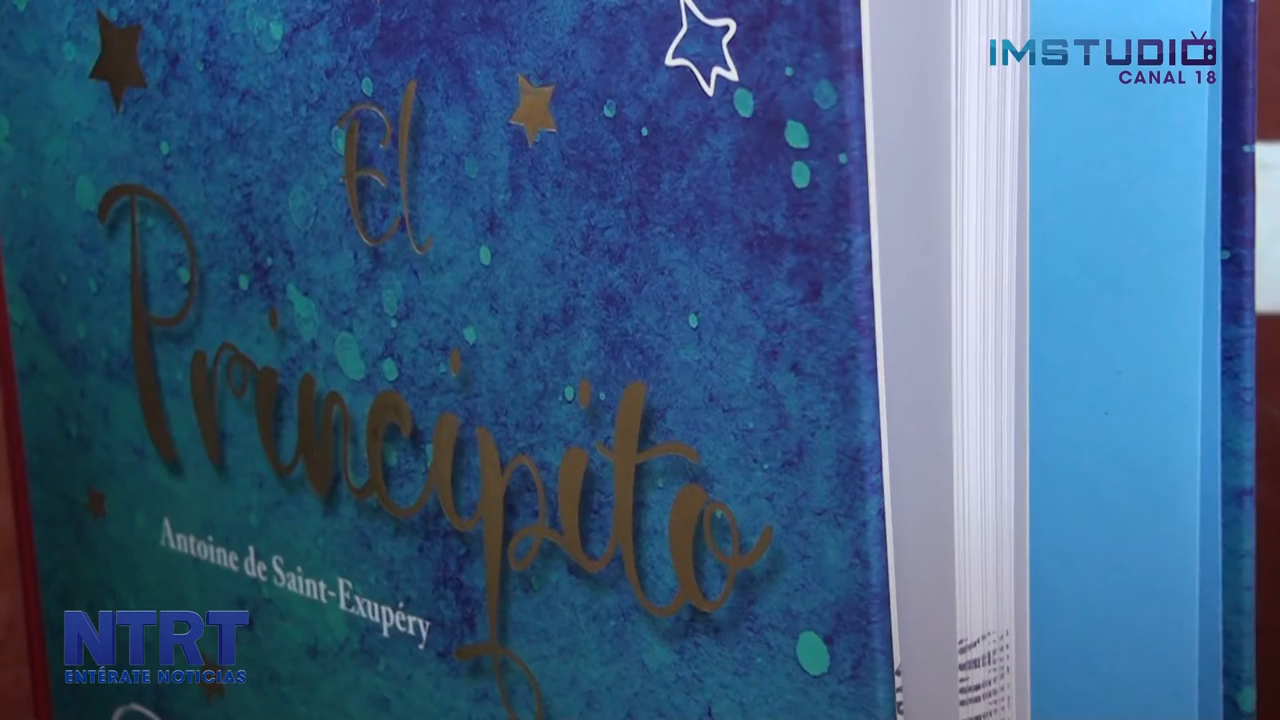 IMSTUDIO
CANAL 18
El
Principito
Antoine de Saint-Exupéry
NTRT
ENTÉRATE NOTICIAS